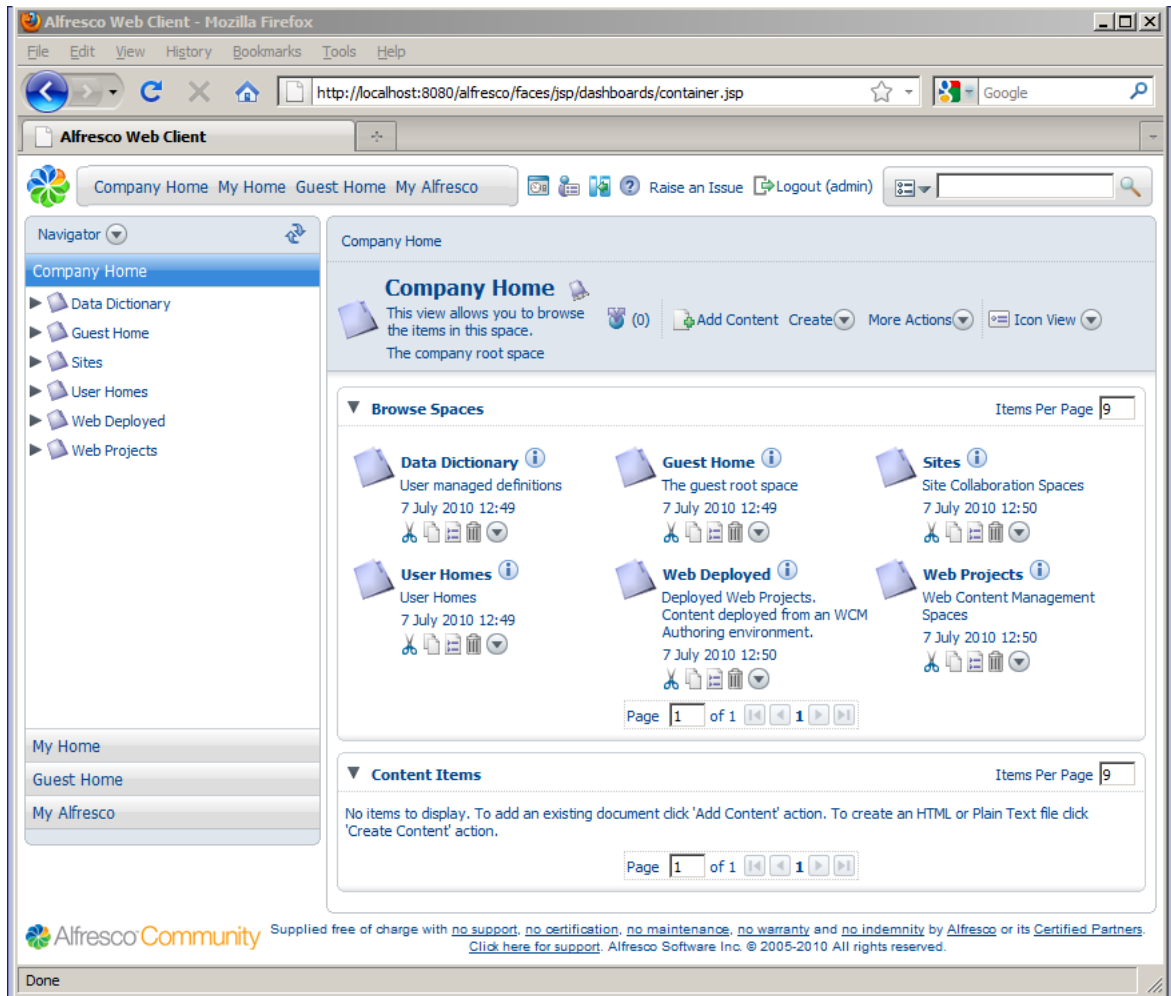 Alfresco Web Client - Mozilla Firefox
File Edit View History Bookmarks Tools Help
http://localhost:8080/alfresco/faces/jsp/dashboards/container.jsp
Google
Alfresco Web Client
Company Home My Home Guest Home My Alfresco
Raise an Issue Logout (admin)
Navigator
Company Home
Data Dictionary
Guest Home
Sites
User Homes
Web Deployed
Web Projects
My Home
Guest Home
My Alfresco
Company Home
Company Home
This view allows you to browse
the items in this space.
The company root space
(0) Add Content Create More Actions Icon View
Browse Spaces
Items Per Page 9
Data Dictionary
User managed definitions
7 July 2010 12:49
Guest Home
The guest root space
7 July 2010 12:49
Sites
Site Collaboration Spaces
7 July 2010 12:50
User Homes
User Homes
7 July 2010 12:49
Web Deployed
Deployed Web Projects.
Content deployed from an WCM
Authoring environment.
7 July 2010 12:50
Web Projects
Web Content Management
Spaces
7 July 2010 12:50
Page 1 of 1 1
Content Items
Items Per Page 9
No items to display. To add an existing document click 'Add Content' action. To create an HTML or Plain Text file click
'Create Content' action.
Page 1 of 1 1
Alfresco Community
Supplied free of charge with no support, no certification, no maintenance, no warranty and no indemnity by Alfresco or its Certified Partners.
Click here for support. Alfresco Software Inc. © 2005-2010 All rights reserved.
Done